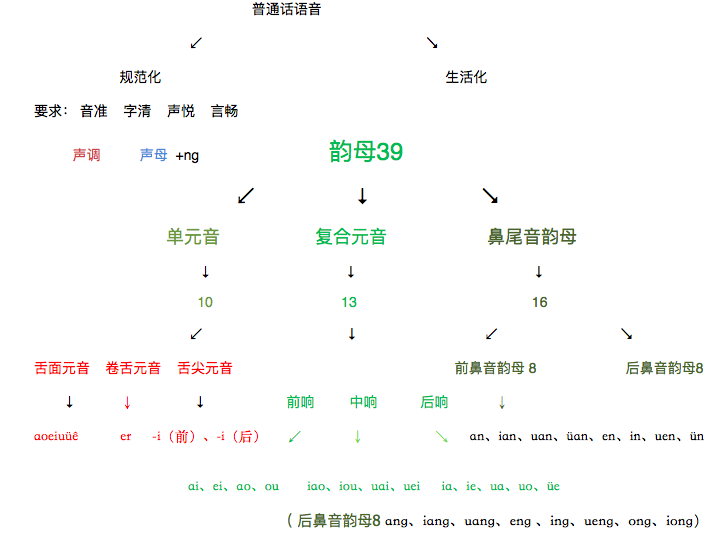 普通话语音
↙ ↘
规范化 生活化
要求： 音准 字清 声悦 言畅
声调 声母 +ng 韵母39
↙ ↓ ↘
单元音 复合元音 鼻尾音韵母
↓ ↓ ↓
10 13 16
↙ ↓ ↙ ↘
舌面元音 卷舌元音 舌尖元音 前鼻音韵母 8 后鼻音韵母8
↓ ↓ ↓ 前响 中响 后响 ↓
aoeiuüê er -i（前）、-i（后） ↙ ↓ ↘ an、ian、uan、üan、en、in、uen、ün
ai、ei、ao、ou iao、iou、uai、uei ia、ie、ua、uo、üe
（ 后鼻音韵母8 ang、iang、uang、eng 、ing、ueng、ong、iong）